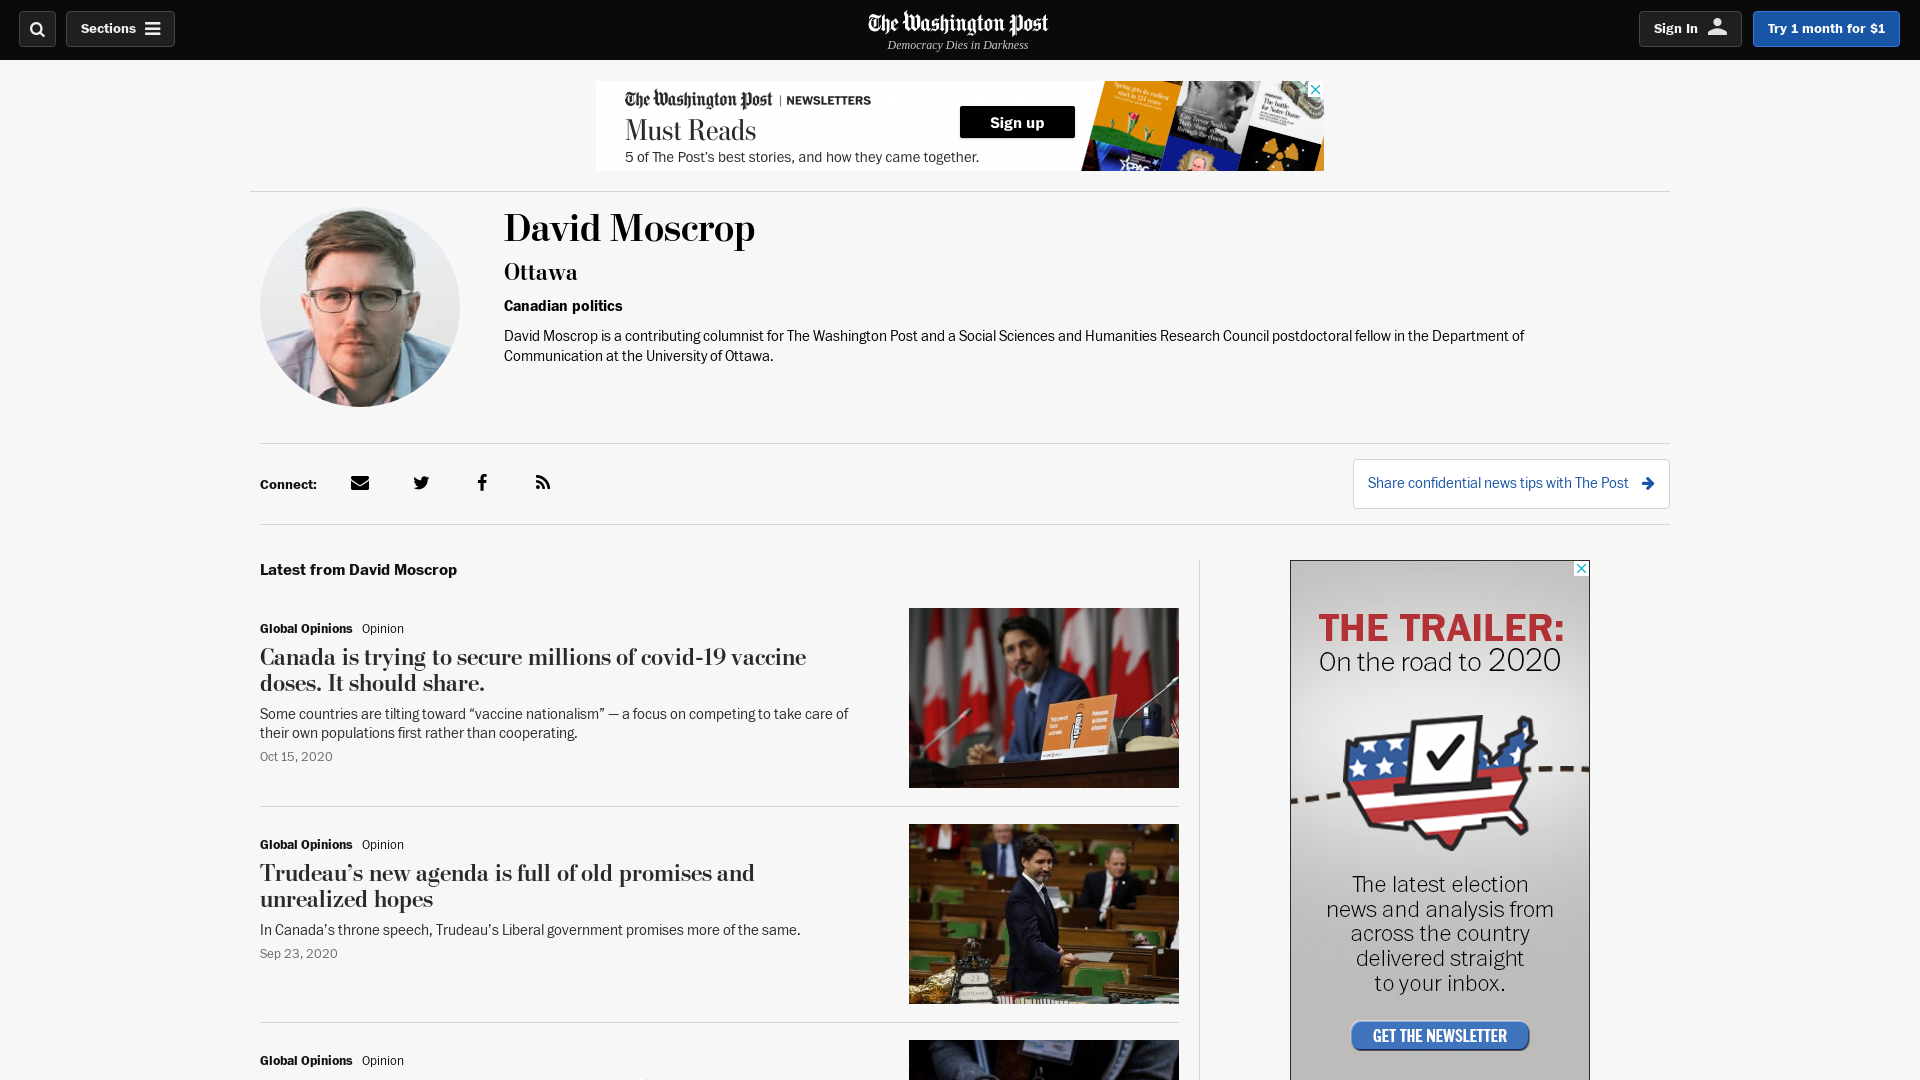 Sections
The Washington Post
Democracy Dies in Darkness
Sign In
Try 1 month for $1
The Washington Post | NEWSLETTERS
Must Reads
5 of The Post's best stories, and how they came together.
Sign up
David Moscrop
Ottawa
Canadian politics
David Moscrop is a contributing columnist for The Washington Post and a Social Sciences and Humanities Research Council postdoctoral fellow in the Department of
Communication at the University of Ottawa.
Connect:
Share confidential news tips with The Post
Latest from David Moscrop
Global Opinions Opinion
Canada is trying to secure millions of covid-19 vaccine
doses. It should share.
Some countries are tilting toward “vaccine nationalism” — a focus on competing to take care of
their own populations first rather than cooperating.
Oct 15, 2020
Global Opinions Opinion
Trudeau’s new agenda is full of old promises and
unrealized hopes
In Canada’s throne speech, Trudeau’s Liberal government promises more of the same.
Sep 23, 2020
Global Opinions Opinion
THE TRAILER:
On the road to 2020
The latest election
news and analysis from
across the country
delivered straight
to your inbox.
GET THE NEWSLETTER